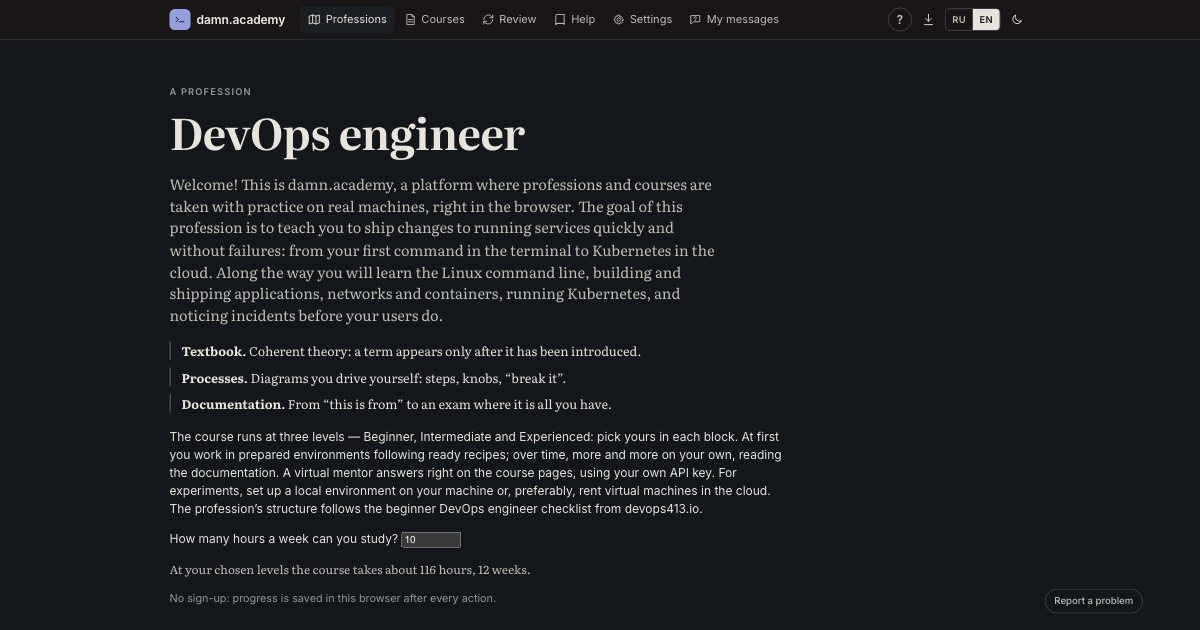 damn.academy Professions Courses Review Help Settings My messages ? RU EN
A PROFESSION
DevOps engineer
Welcome! This is damn.academy, a platform where professions and courses are
taken with practice on real machines, right in the browser. The goal of this
profession is to teach you to ship changes to running services quickly and
without failures: from your first command in the terminal to Kubernetes in the
cloud. Along the way you will learn the Linux command line, building and
shipping applications, networks and containers, running Kubernetes, and
noticing incidents before your users do.
Textbook. Coherent theory: a term appears only after it has been introduced.
Processes. Diagrams you drive yourself: steps, knobs, “break it”.
Documentation. From “this is from” to an exam where it is all you have.
The course runs at three levels — Beginner, Intermediate and Experienced: pick yours in each block. At first
you work in prepared environments following ready recipes; over time, more and more on your own, reading
the documentation. A virtual mentor answers right on the course pages, using your own API key. For
experiments, set up a local environment on your machine or, preferably, rent virtual machines in the cloud.
The profession’s structure follows the beginner DevOps engineer checklist from devops413.io.
How many hours a week can you study? 10
At your chosen levels the course takes about 116 hours, 12 weeks.
No sign-up: progress is saved in this browser after every action.
Report a problem